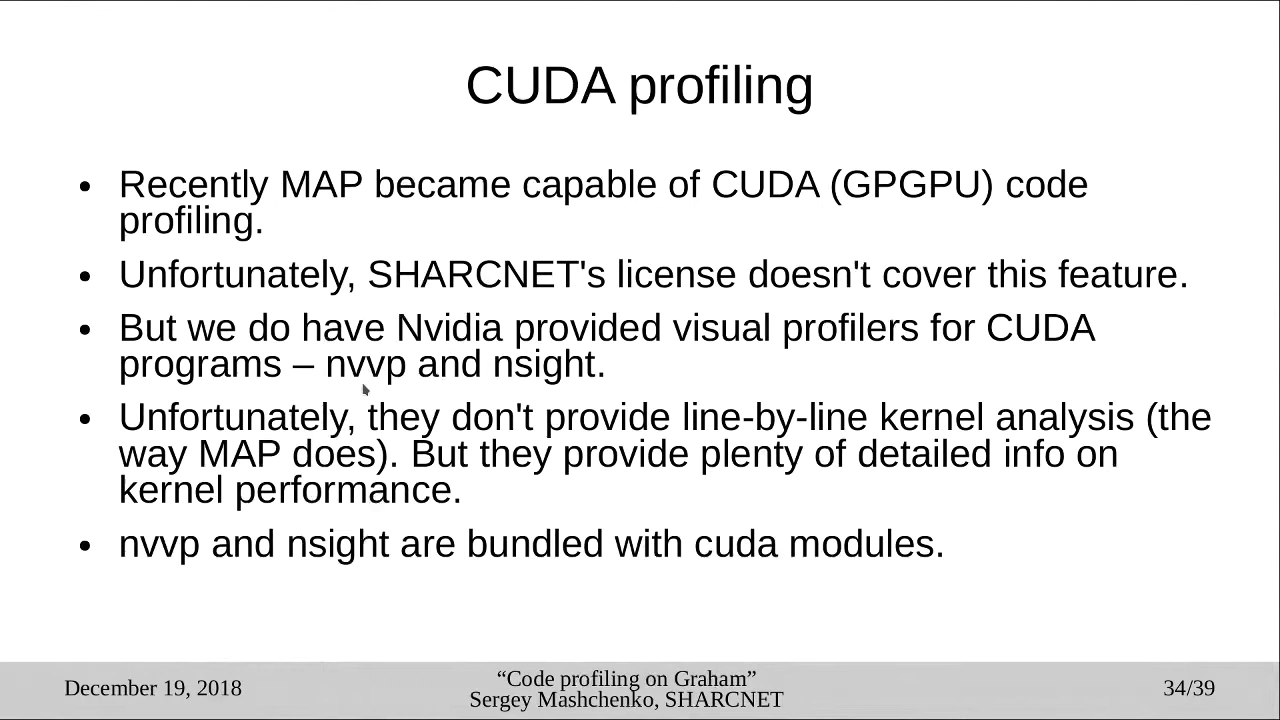 CUDA profiling
• Recently MAP became capable of CUDA (GPGPU) code
profiling.
• Unfortunately, SHARCNET's license doesn't cover this feature.
• But we do have Nvidia provided visual profilers for CUDA
programs – nvvp and nsight.
• Unfortunately, they don't provide line-by-line kernel analysis (the
way MAP does). But they provide plenty of detailed info on
kernel performance.
• nvvp and nsight are bundled with cuda modules.
December 19, 2018
“Code profiling on Graham”
Sergey Mashchenko, SHARCNET
34/39